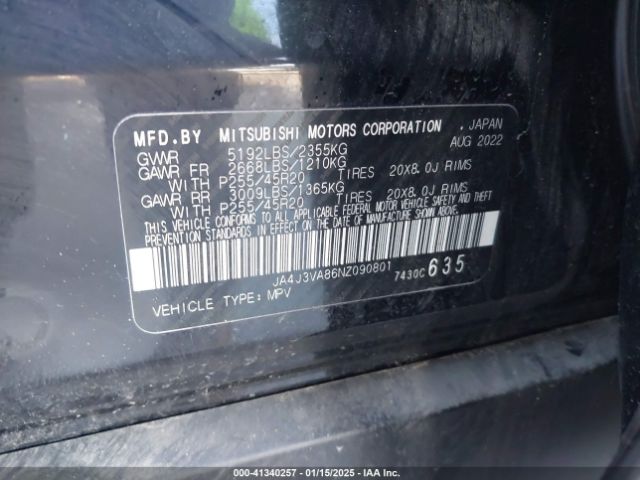 MFD.BY MITSUBISHI MOTORS CORPORATION , JAPAN
GVWR 5192LBS/2355KG AUG 2022
GAWR FR 2668LBS/1210KG
WITH P255/45R20 TIRES 20X8.0J RIMS
GAWR RR 3009LBS/1365KG
WITH P255/45R20 TIRES 20X8.0J RIMS
THIS VEHICLE CONFORMS TO ALL APPLICABLE FEDERAL MOTOR VEHICLE SAFETY AND THEFT
PREVENTION STANDARDS IN EFFECT ON THE DATE OF MANUFACTURE SHOWN ABOVE.
JA4J3VA86NZ090801 7430C 635
VEHICLE TYPE: MPV
OWNER - 41340257 - 01/15/2025 - IAA Inc.